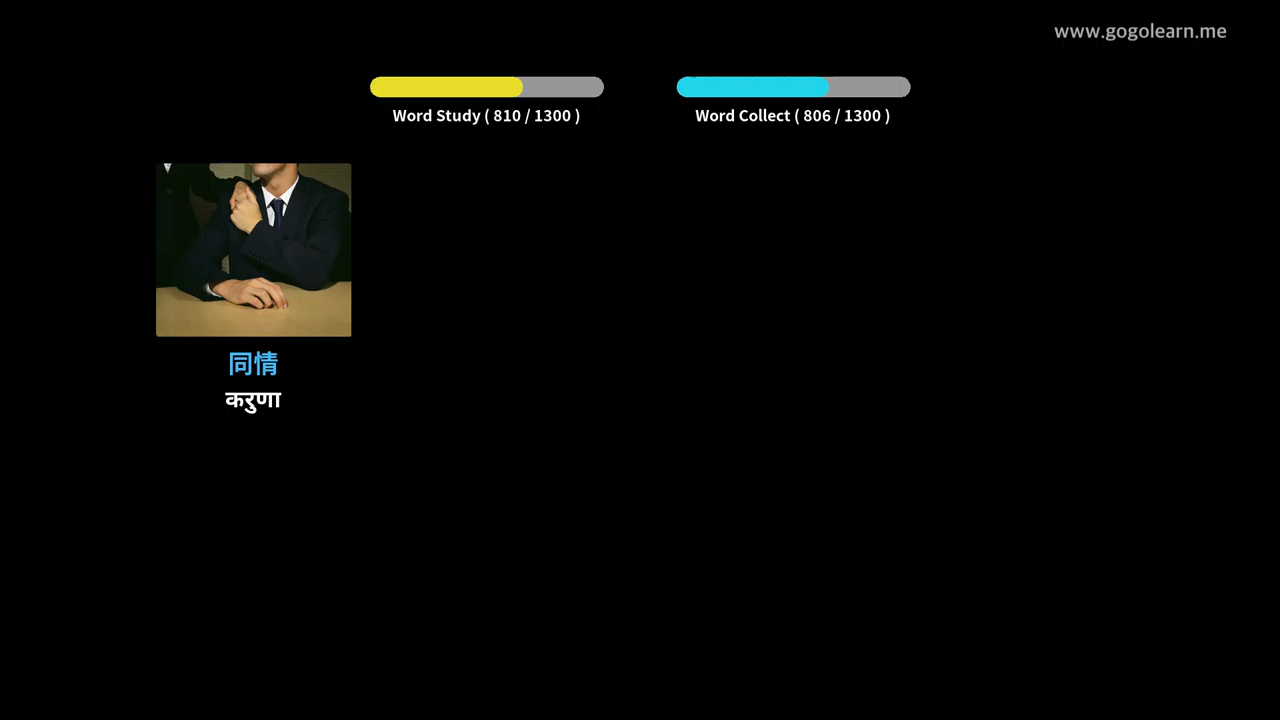 www.gogolearn.me
Word Study ( 810 / 1300 )
Word Collect ( 806 / 1300 )
同情
करुणा